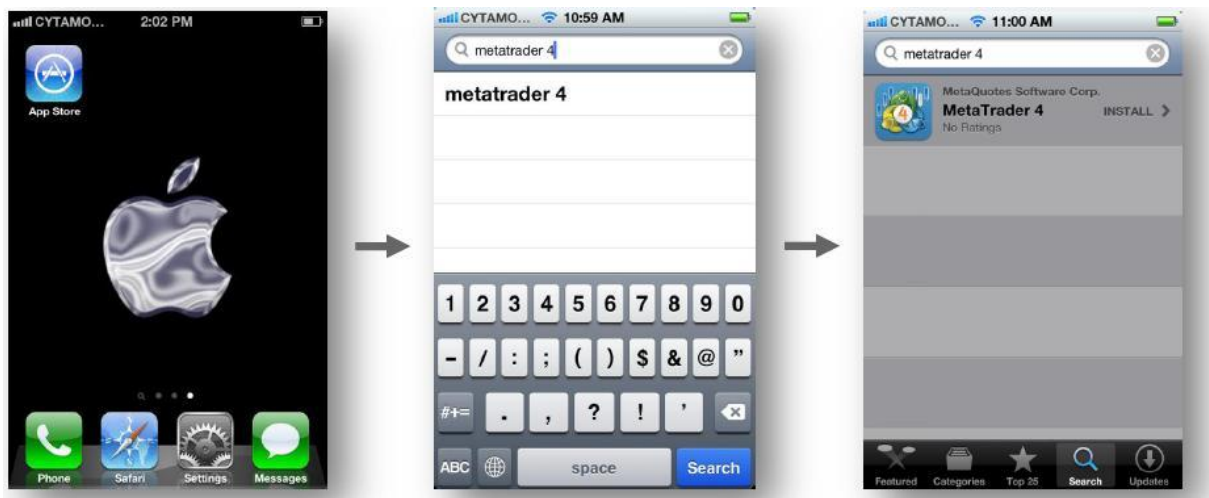 CYTAMO... 2:02 PM
App Store
Phone Safari Settings Messages
CYTAMO... 10:59 AM
metatrader 4
metatrader 4
1 2 3 4 5 6 7 8 9 0
- / : ; ( ) $ & @ "
#+= . , ? ! '
ABC space Search
CYTAMO... 11:00 AM
metatrader 4
MetaQuotes Software Corp.
MetaTrader 4 INSTALL
No Ratings
4
Featured Categories Top 25 Search Updates